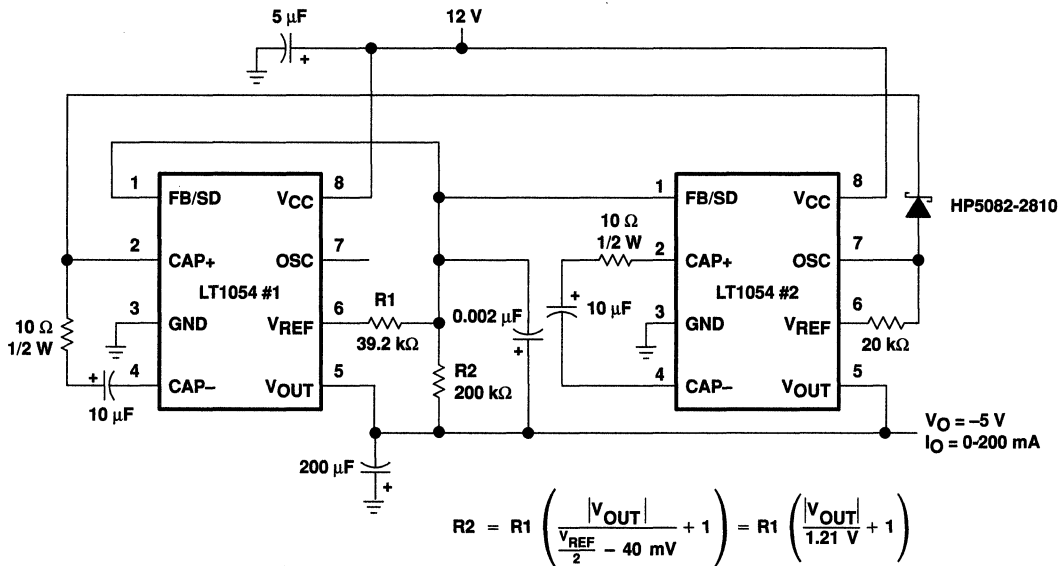 5 μF
12 V
+
1
FB/SD
VCC
8
2
CAP+
OSC
7
LT1054 #1
3
GND
VREF
6
4
CAP−
VOUT
5
10 Ω
1/2 W
+
10 μF
R1
39.2 kΩ
R2
200 kΩ
0.002 μF
+
200 μF
+
10 Ω
1/2 W
+
10 μF
1
FB/SD
VCC
8
2
CAP+
OSC
7
LT1054 #2
3
GND
VREF
6
4
CAP−
VOUT
5
HP5082-2810
20 kΩ
VO = −5 V
IO = 0-200 mA
R2 = R1 ( |VOUT| / (VREF/2 − 40 mV) + 1 ) = R1 ( |VOUT| / 1.21 V + 1 )